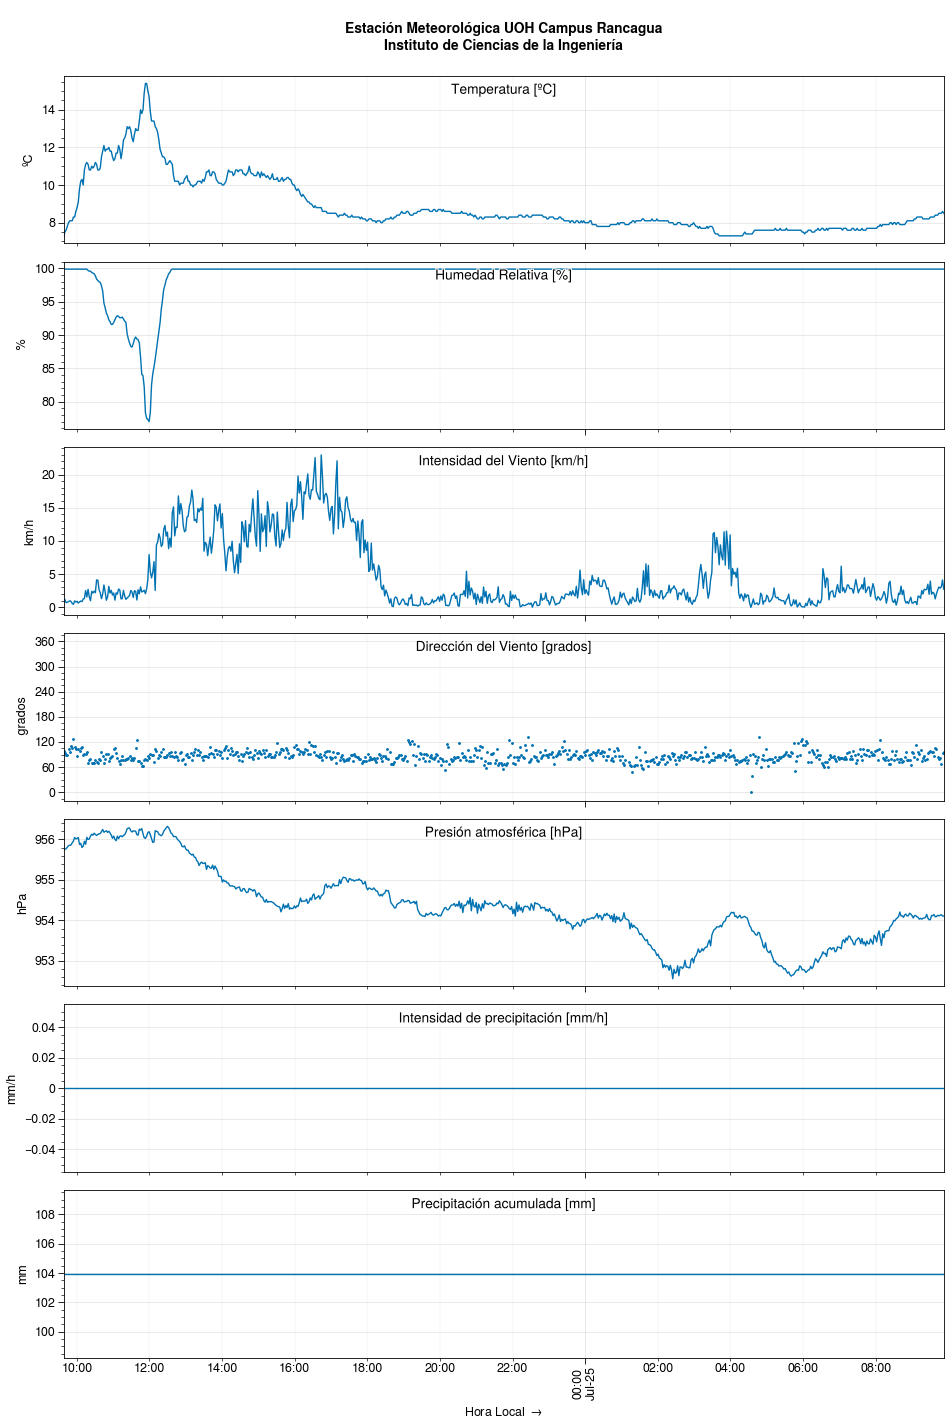 Estación Meteorológica UOH Campus Rancagua
Instituto de Ciencias de la Ingeniería
Temperatura [ºC]
ºC
14
12
10
8
Humedad Relativa [%]
%
100
95
90
85
80
Intensidad del Viento [km/h]
km/h
20
15
10
5
0
Dirección del Viento [grados]
grados
360
300
240
180
120
60
0
Presión atmosférica [hPa]
hPa
956
955
954
953
Intensidad de precipitación [mm/h]
mm/h
0.04
0.02
0
−0.02
−0.04
Precipitación acumulada [mm]
mm
108
106
104
102
100
10:00 12:00 14:00 16:00 18:00 20:00 22:00 00:00 02:00 04:00 06:00 08:00
Jul-25
Hora Local →